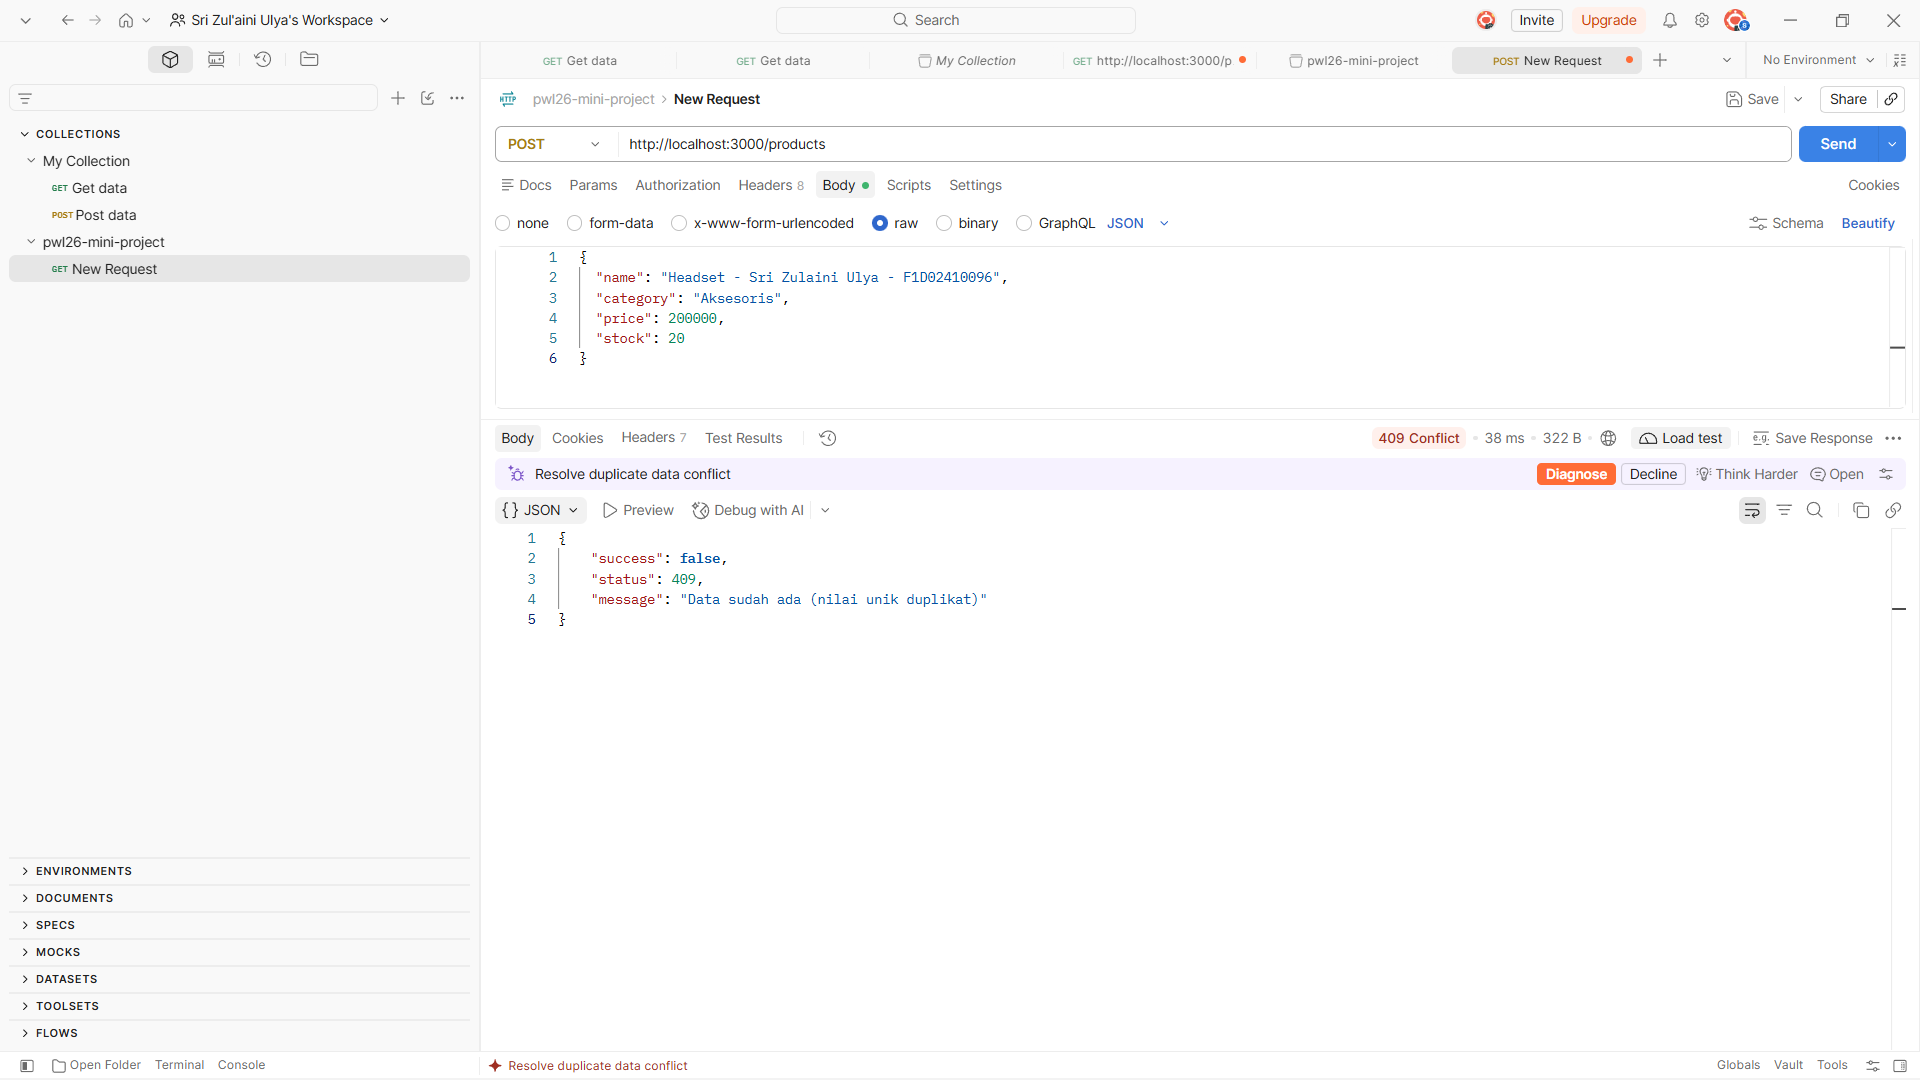 Sri Zul'aini Ulya's Workspace
Search
Invite
Upgrade
8
GET Get data
GET Get data
My Collection
GET http://localhost:3000/p
pwl26-mini-project
POST New Request
No Environment
COLLECTIONS
My Collection
GET Get data
POST Post data
pwl26-mini-project
GET New Request
ENVIRONMENTS
DOCUMENTS
SPECS
MOCKS
DATASETS
TOOLSETS
FLOWS
HTTP pwl26-mini-project > New Request
Save
Share
POST
http://localhost:3000/products
Send
Docs Params Authorization Headers 8 Body Scripts Settings
Cookies
none form-data x-www-form-urlencoded raw binary GraphQL JSON
Schema
Beautify
1 {
2 "name": "Headset - Sri Zulaini Ulya - F1D02410096",
3 "category": "Aksesoris",
4 "price": 200000,
5 "stock": 20
6 }
Body Cookies Headers 7 Test Results
409 Conflict • 38 ms • 322 B •
Load test
e.g. Save Response
Resolve duplicate data conflict
Diagnose
Decline
Think Harder
Open
{ } JSON
Preview
Debug with AI
1 {
2 "success": false,
3 "status": 409,
4 "message": "Data sudah ada (nilai unik duplikat)"
5 }
Open Folder
Terminal
Console
Resolve duplicate data conflict
Globals
Vault
Tools